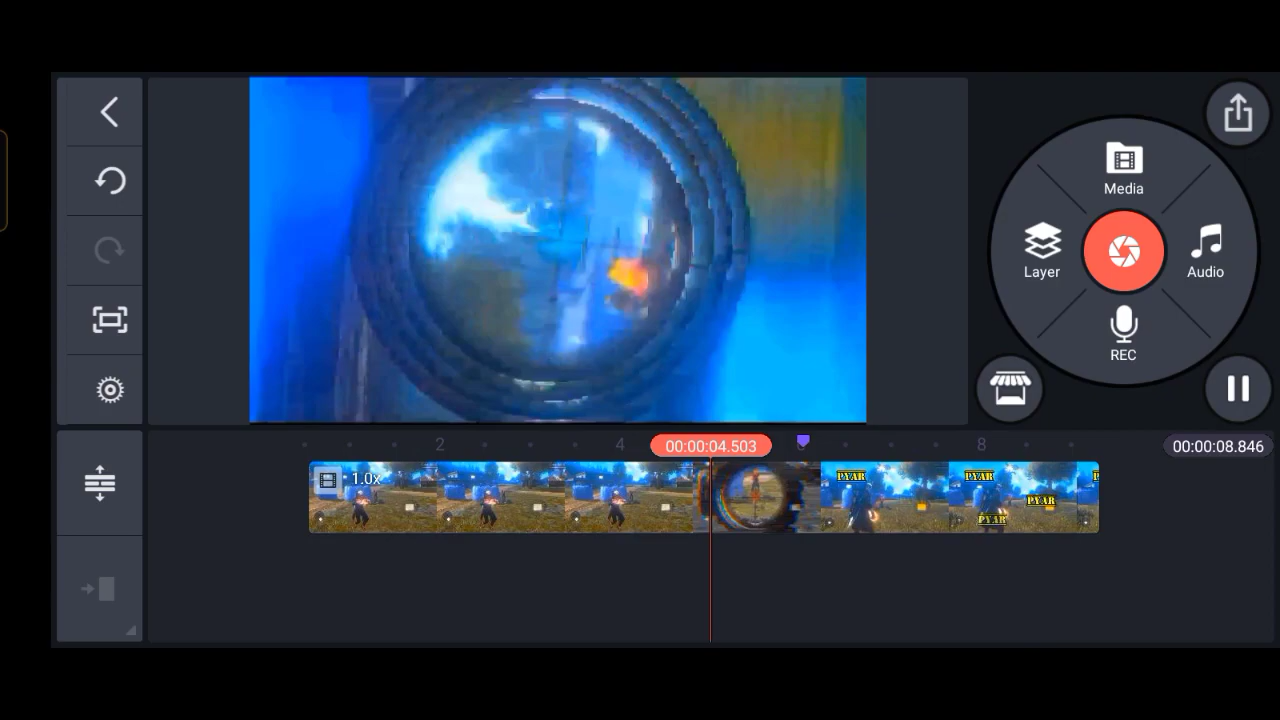 Media
Layer
Audio
REC
2
4
00:00:04.503
8
00:00:08.846
1.0x
PYAR
PYAR
PYAR
PYAR